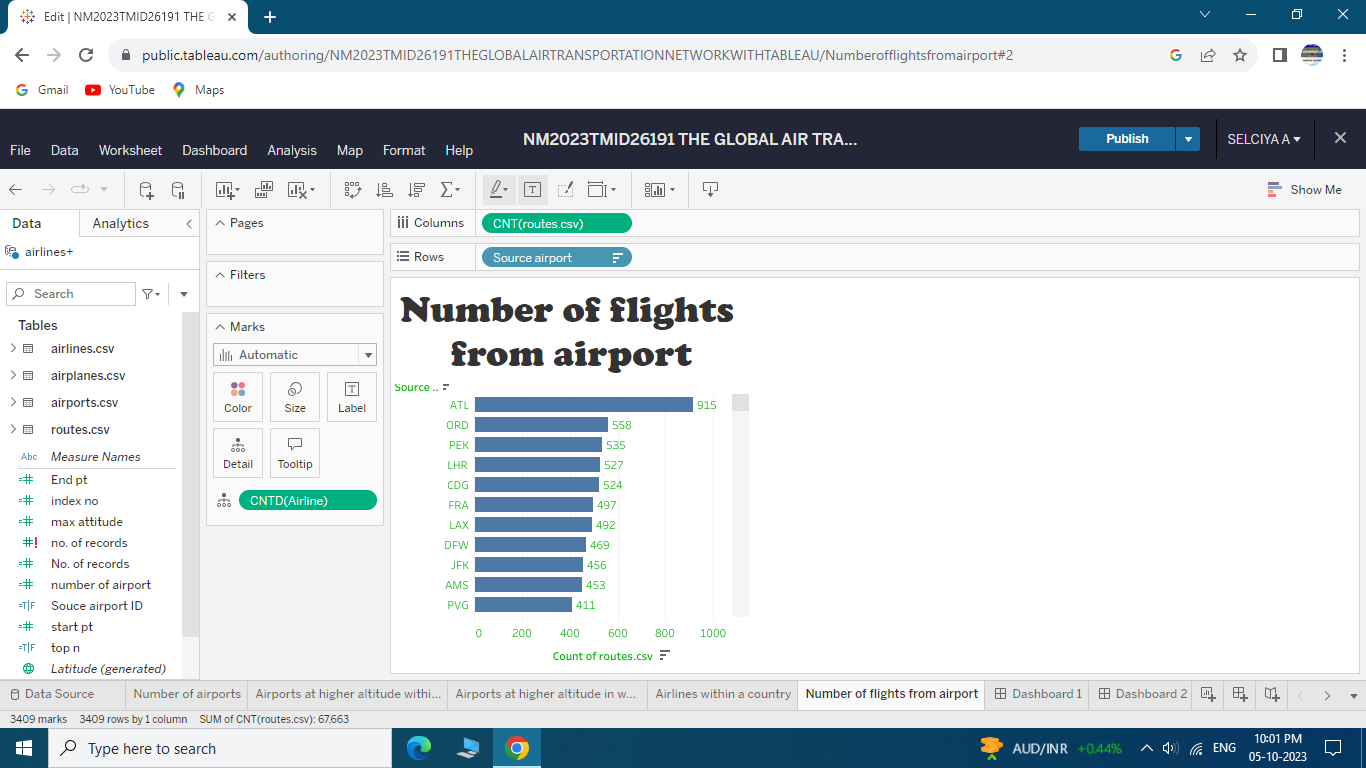 Edit | NM2023TMID26191 THE G
public.tableau.com/authoring/NM2023TMID26191THEGLOBALAIRTRANSPORTATIONNETWORKWITHTABLEAU/Numberofflightsfromairport#2
Gmail YouTube Maps
NM2023TMID26191 THE GLOBAL AIR TRA...
Publish
SELCIYA A
File Data Worksheet Dashboard Analysis Map Format Help
Show Me
Data Analytics
airlines+
Search
Tables
airlines.csv
airplanes.csv
airports.csv
routes.csv
Abc Measure Names
End pt
index no
max attitude
no. of records
No. of records
number of airport
=T|F Souce airport ID
start pt
=T|F top n
Latitude (generated)
Pages
Filters
Marks
Automatic
Color Size Label
Detail Tooltip
CNTD(Airline)
Columns CNT(routes.csv)
Rows Source airport
Number of flights
from airport
Source ..
ATL 915
ORD 558
PEK 535
LHR 527
CDG 524
FRA 497
LAX 492
DFW 469
JFK 456
AMS 453
PVG 411
0 200 400 600 800 1000
Count of routes.csv
Data Source Number of airports Airports at higher altitude withi... Airports at higher altitude in w... Airlines within a country Number of flights from airport Dashboard 1 Dashboard 2
3409 marks 3409 rows by 1 column SUM of CNT(routes.csv): 67,663
Type here to search
AUD/INR +0.44%
ENG
10:01 PM
05-10-2023